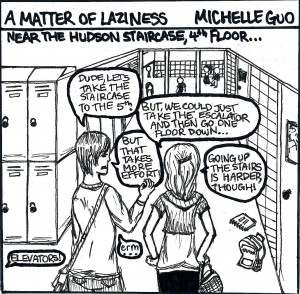 A MATTER OF LAZINESS MICHELLE GUO
NEAR THE HUDSON STAIRCASE, 4th FLOOR...
DUDE, LET'S
TAKE THE
STAIRCASE
TO THE 5th!
BUT, WE COULD JUST
TAKE THE ESCALATOR
AND THEN GO ONE
FLOOR DOWN...
BUT
THAT
TAKES
MORE
EFFORT!
GOING UP
THE STAIRS
IS HARDER,
THOUGH!
erm
ELEVATORS!